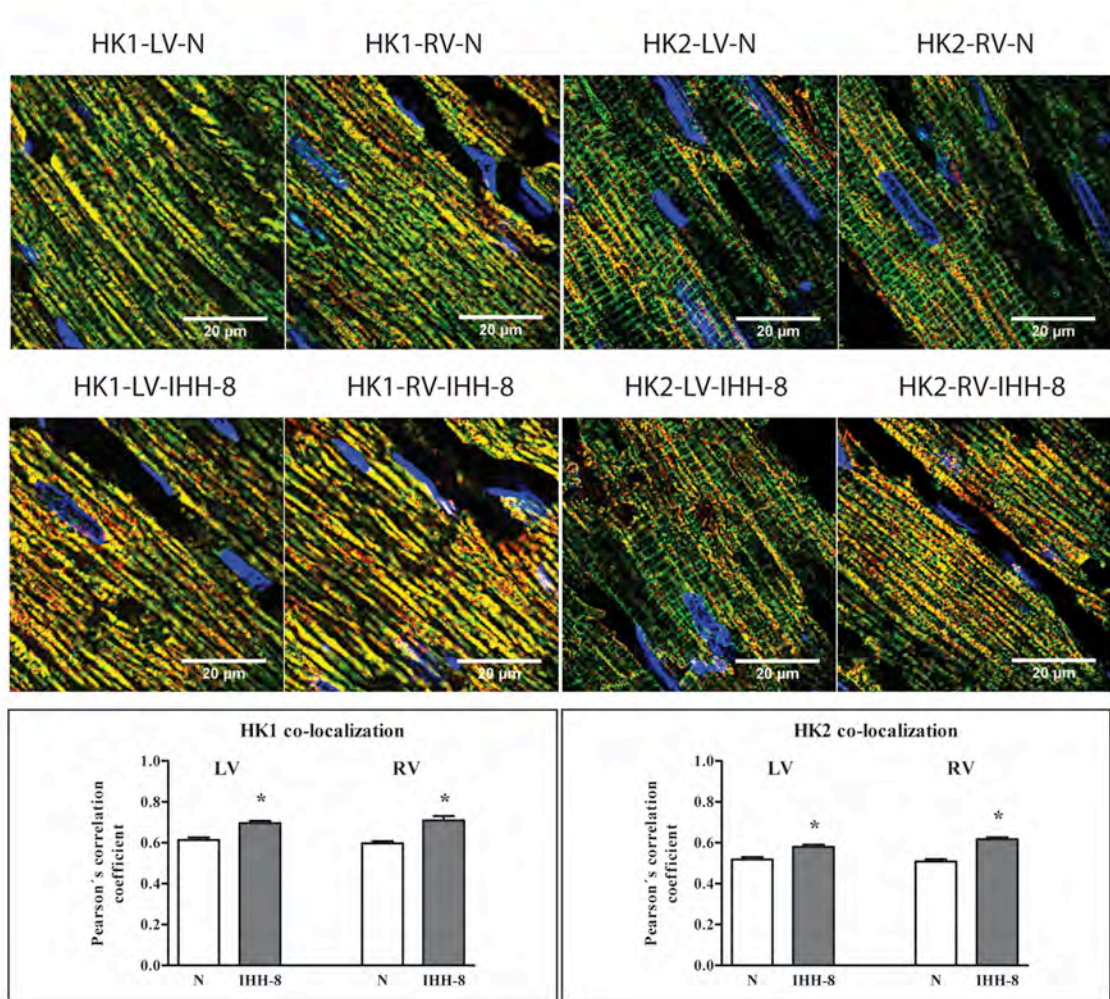 HK1-LV-N HK1-RV-N HK2-LV-N HK2-RV-N
20 µm 20 µm 20 µm 20 µm
HK1-LV-IHH-8 HK1-RV-IHH-8 HK2-LV-IHH-8 HK2-RV-IHH-8
20 µm 20 µm 20 µm 20 µm
HK1 co-localization
LV RV
Pearson´s correlation
coefficient
1.0
0.8
0.6
0.4
0.2
0.0
* *
N IHH-8 N IHH-8
HK2 co-localization
LV RV
Pearson´s correlation
coefficient
1.0
0.8
0.6
0.4
0.2
0.0
* *
N IHH-8 N IHH-8